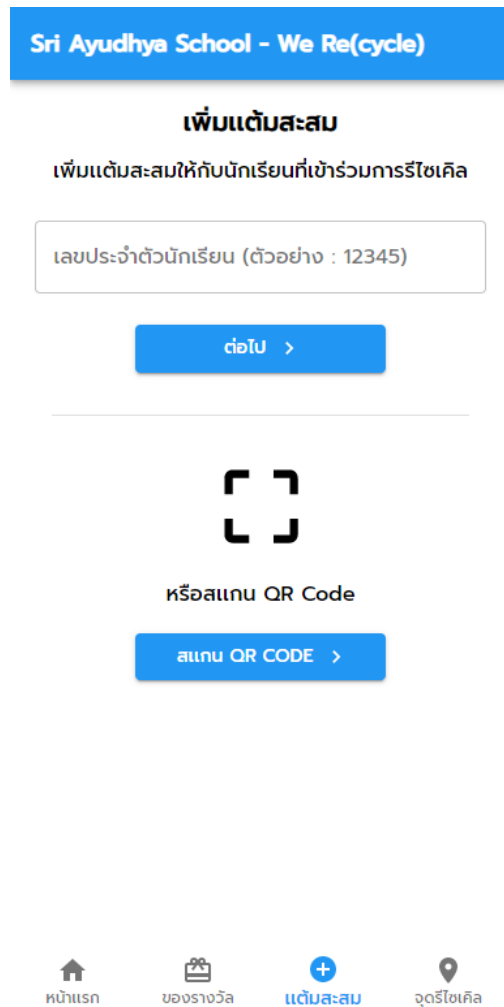 Sri Ayudhya School - We Re(cycle)
เพิ่มแต้มสะสม
เพิ่มแต้มสะสมให้กับนักเรียนที่เข้าร่วมการรีไซเคิล
เลขประจำตัวนักเรียน (ตัวอย่าง : 12345)
ต่อไป
หรือสแกน QR Code
สแกน QR CODE
หน้าแรก ของรางวัล แต้มสะสม จุดรีไซเคิล